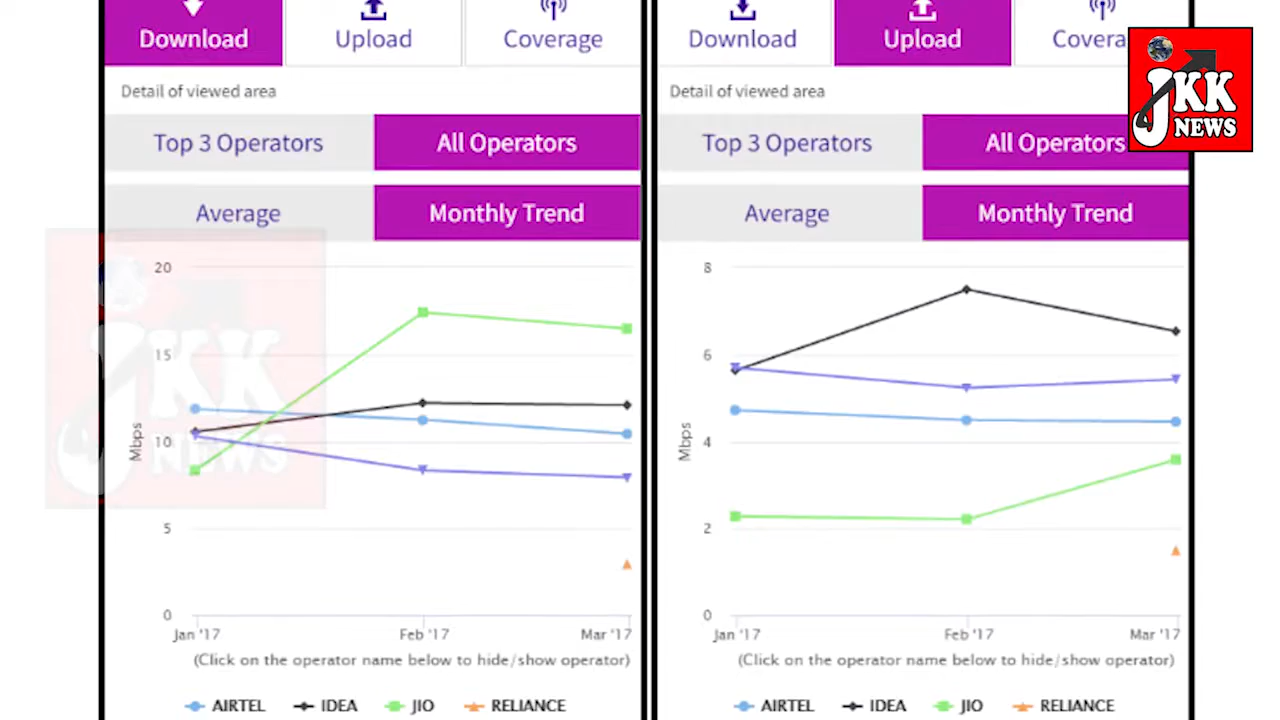 Download Upload Coverage
Detail of viewed area
Top 3 Operators All Operators
Average Monthly Trend
20
15
10
5
0
Mbps
Jan '17 Feb '17 Mar '17
(Click on the operator name below to hide/show operator)
AIRTEL IDEA JIO RELIANCE
Download Upload Covera
Detail of viewed area
Top 3 Operators All Operators
Average Monthly Trend
8
6
4
2
0
Mbps
Jan '17 Feb '17 Mar '17
(Click on the operator name below to hide/show operator)
AIRTEL IDEA JIO RELIANCE
JKK
NEWS
JKK
NEWS